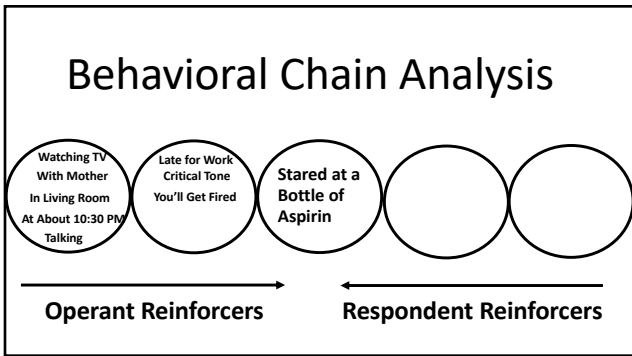 Behavioral Chain Analysis
Watching TV
With Mother
In Living Room
At About 10:30 PM
Talking
Late for Work
Critical Tone
You'll Get Fired
Stared at a
Bottle of
Aspirin
Operant Reinforcers
Respondent Reinforcers